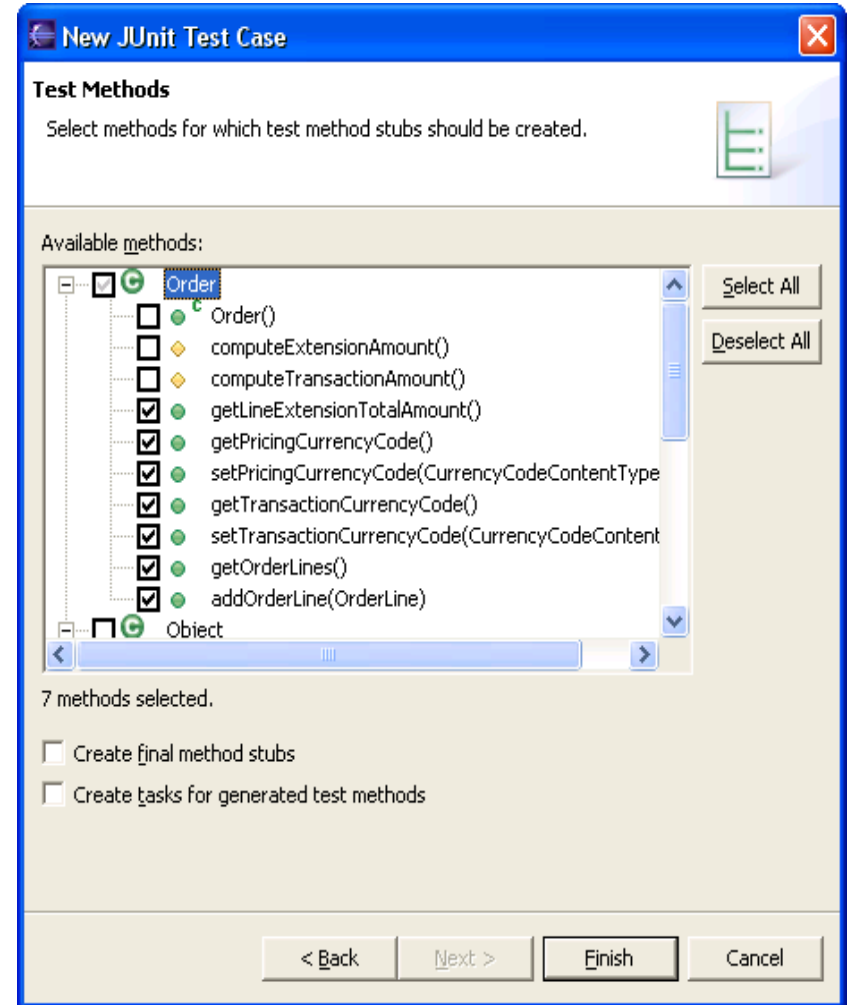 New JUnit Test Case
Test Methods
Select methods for which test method stubs should be created.
Available methods:
Order
Order()
computeExtensionAmount()
computeTransactionAmount()
getLineExtensionTotalAmount()
getPricingCurrencyCode()
setPricingCurrencyCode(CurrencyCodeContentType
getTransactionCurrencyCode()
setTransactionCurrencyCode(CurrencyCodeContent
getOrderLines()
addOrderLine(OrderLine)
Object
Select All
Deselect All
7 methods selected.
Create final method stubs
Create tasks for generated test methods
< Back
Next >
Finish
Cancel